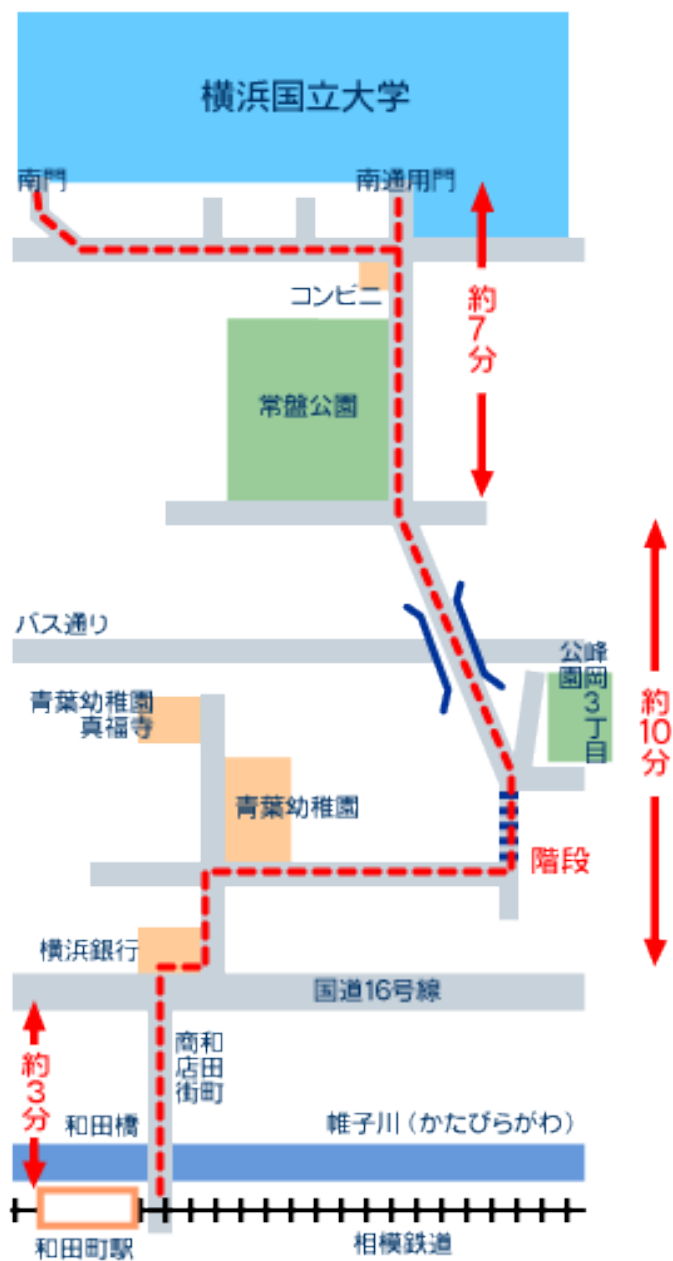 横浜国立大学
南門
南通用門
コンビニ
約7分
常盤公園
バス通り
公園
峰岡3丁目
青葉幼稚園
真福寺
約10分
青葉幼稚園
階段
横浜銀行
国道16号線
和田町
商店街
約3分
和田橋
帷子川（かたびらがわ）
和田町駅
相模鉄道